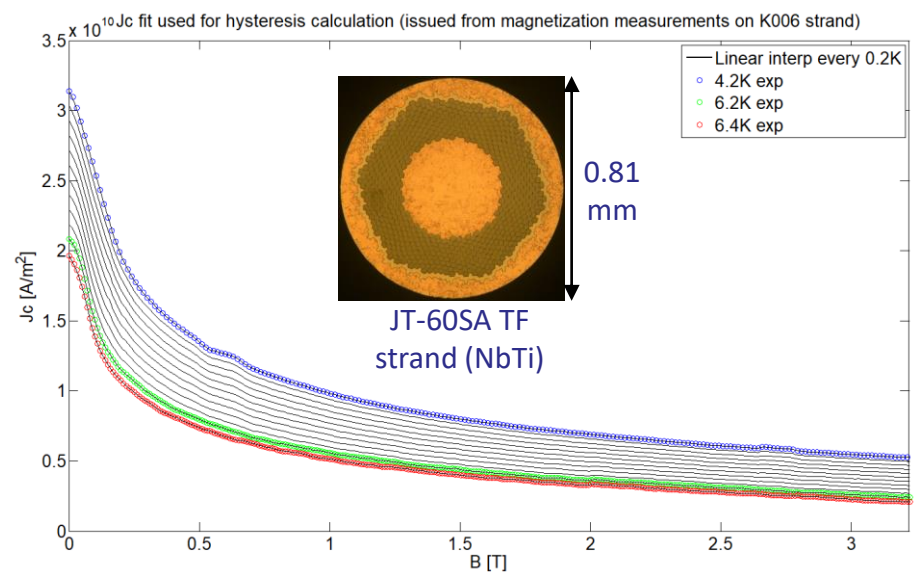 x 10¹⁰ Jc fit used for hysteresis calculation (issued from magnetization measurements on K006 strand)
3.5
3
2.5
2
1.5
1
0.5
0
Jc [A/m²]
Linear interp every 0.2K
4.2K exp
6.2K exp
6.4K exp
0.81
mm
JT-60SA TF
strand (NbTi)
0
0.5
1
1.5
2
2.5
3
B [T]